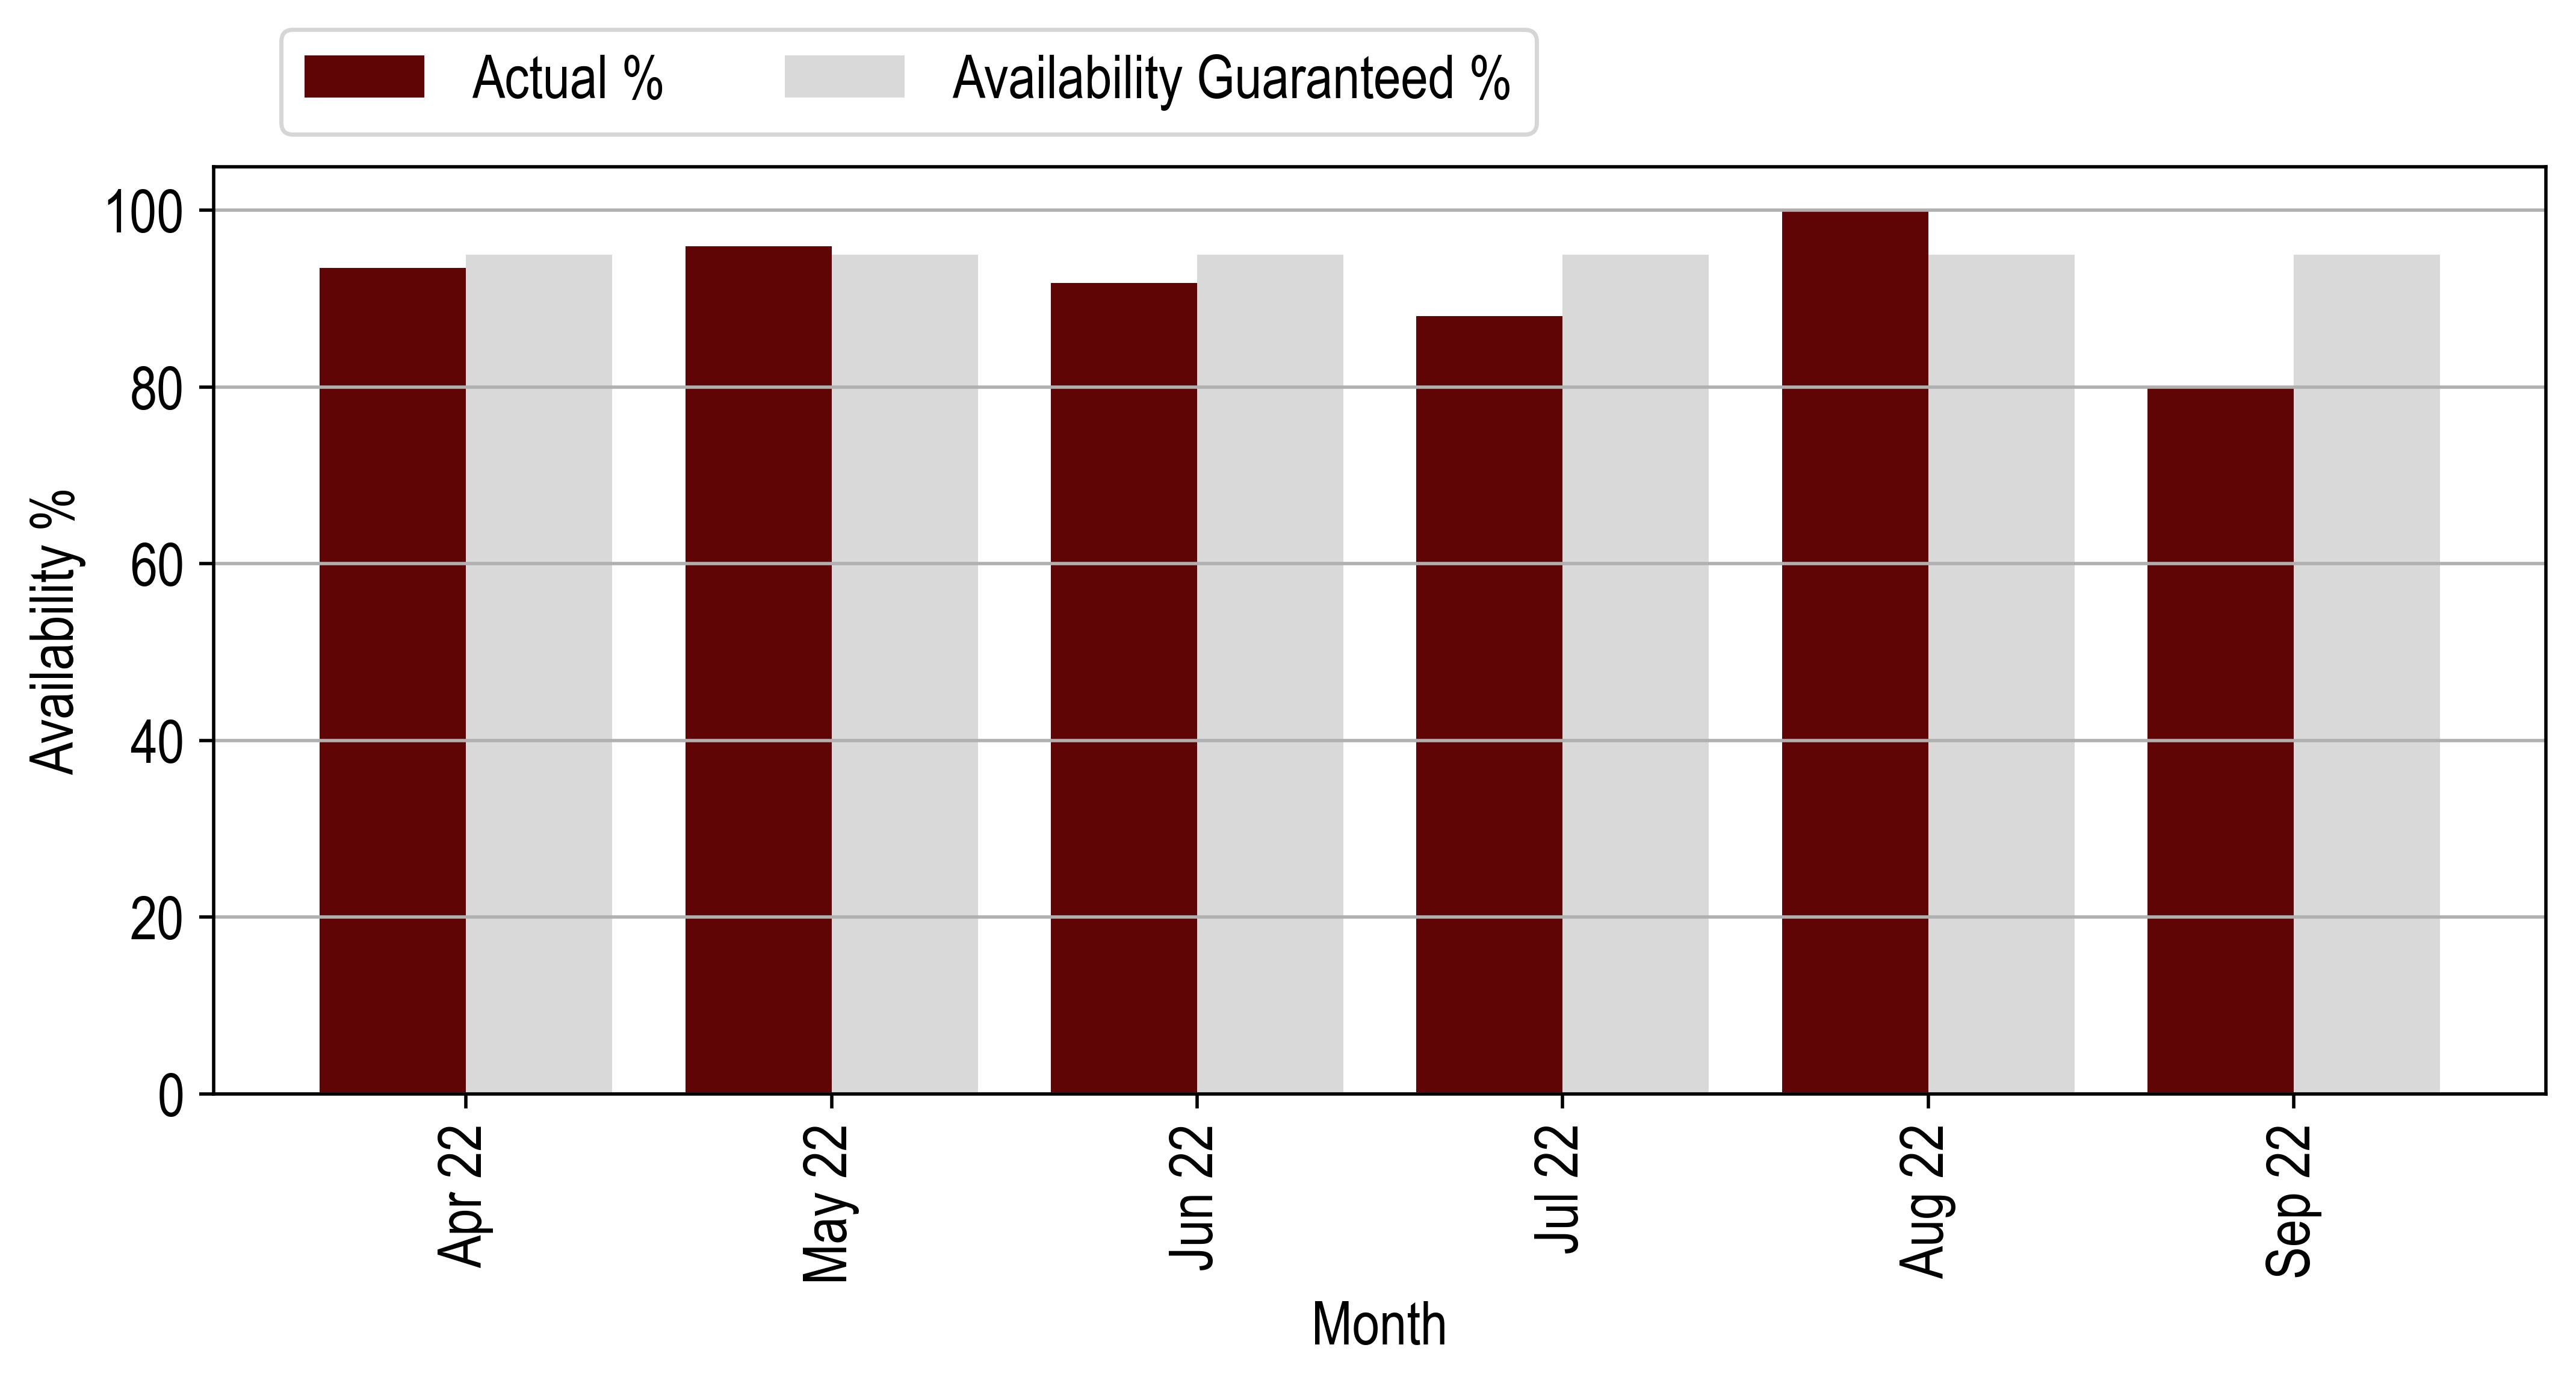 Actual %
Availability Guaranteed %
100
80
60
40
20
0
Availability %
Apr 22
May 22
Jun 22
Jul 22
Aug 22
Sep 22
Month